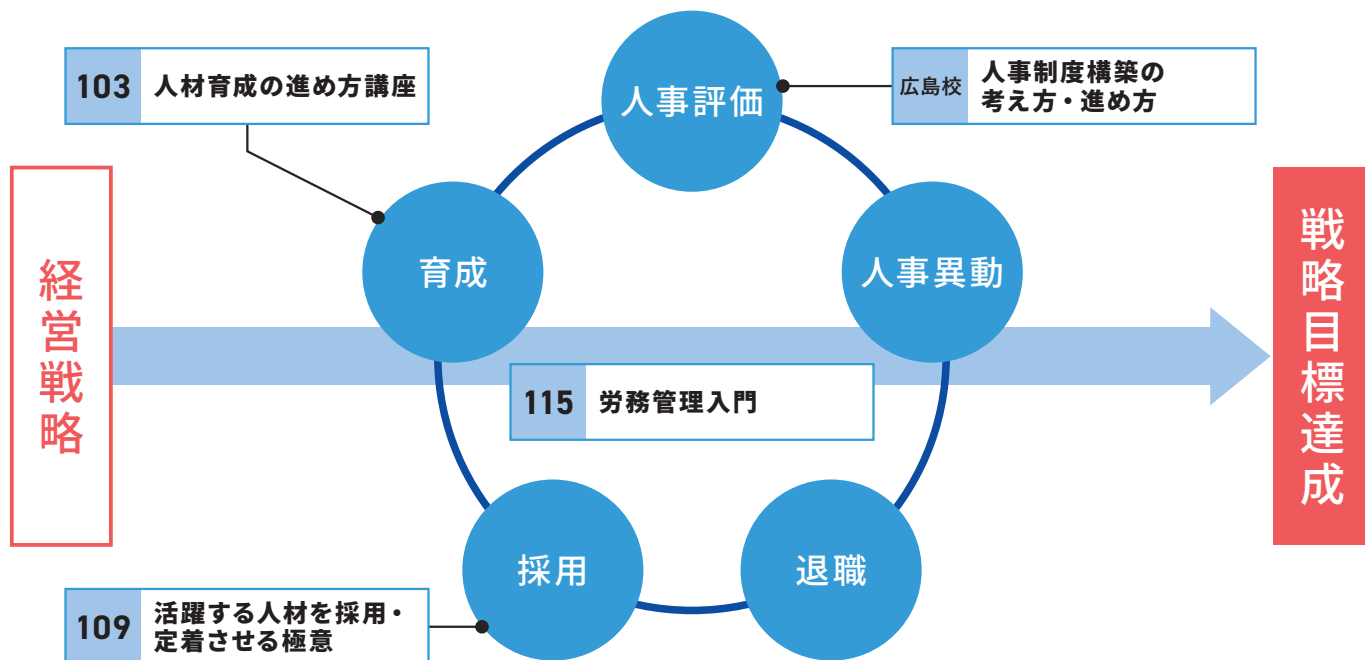 103 人材育成の進め方講座
人事評価
広島校 人事制度構築の
考え方・進め方
経営戦略
育成
人事異動
戦略目標達成
115 労務管理入門
採用
退職
109 活躍する人材を採用・
定着させる極意